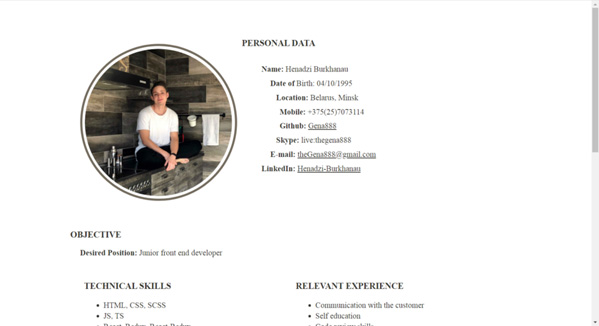 PERSONAL DATA
Name: Henadzi Burkhanau
Date of Birth: 04/10/1995
Location: Belarus, Minsk
Mobile: +375(25)7073114
Github: Gena888
Skype: live:thegena888
E-mail: theGena888@gmail.com
LinkedIn: Henadzi-Burkhanau
OBJECTIVE
Desired Position: Junior front end developer
TECHNICAL SKILLS
HTML, CSS, SCSS
JS, TS
RELEVANT EXPERIENCE
Communication with the customer
Self education